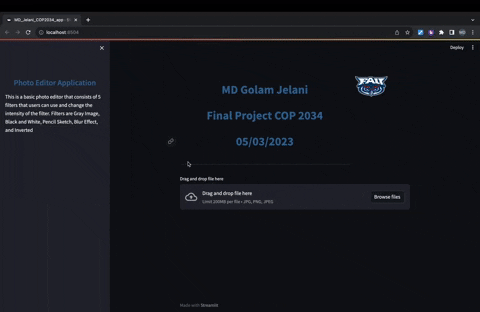 MD_Jelani_COP2034_app
localhost:8504
Deploy
Photo Editor Application
This is a basic photo editor that consists of 5
filters that users can use and change the
intensity of the filter. Filters are Gray Image,
Black and White, Pencil Sketch, Blur Effect,
and Inverted
MD Golam Jelani
FAU
Final Project COP 2034
05/03/2023
Drag and drop file here
Drag and drop file here
Limit 200MB per file • JPG, PNG, JPEG
Browse files
Made with Streamlit